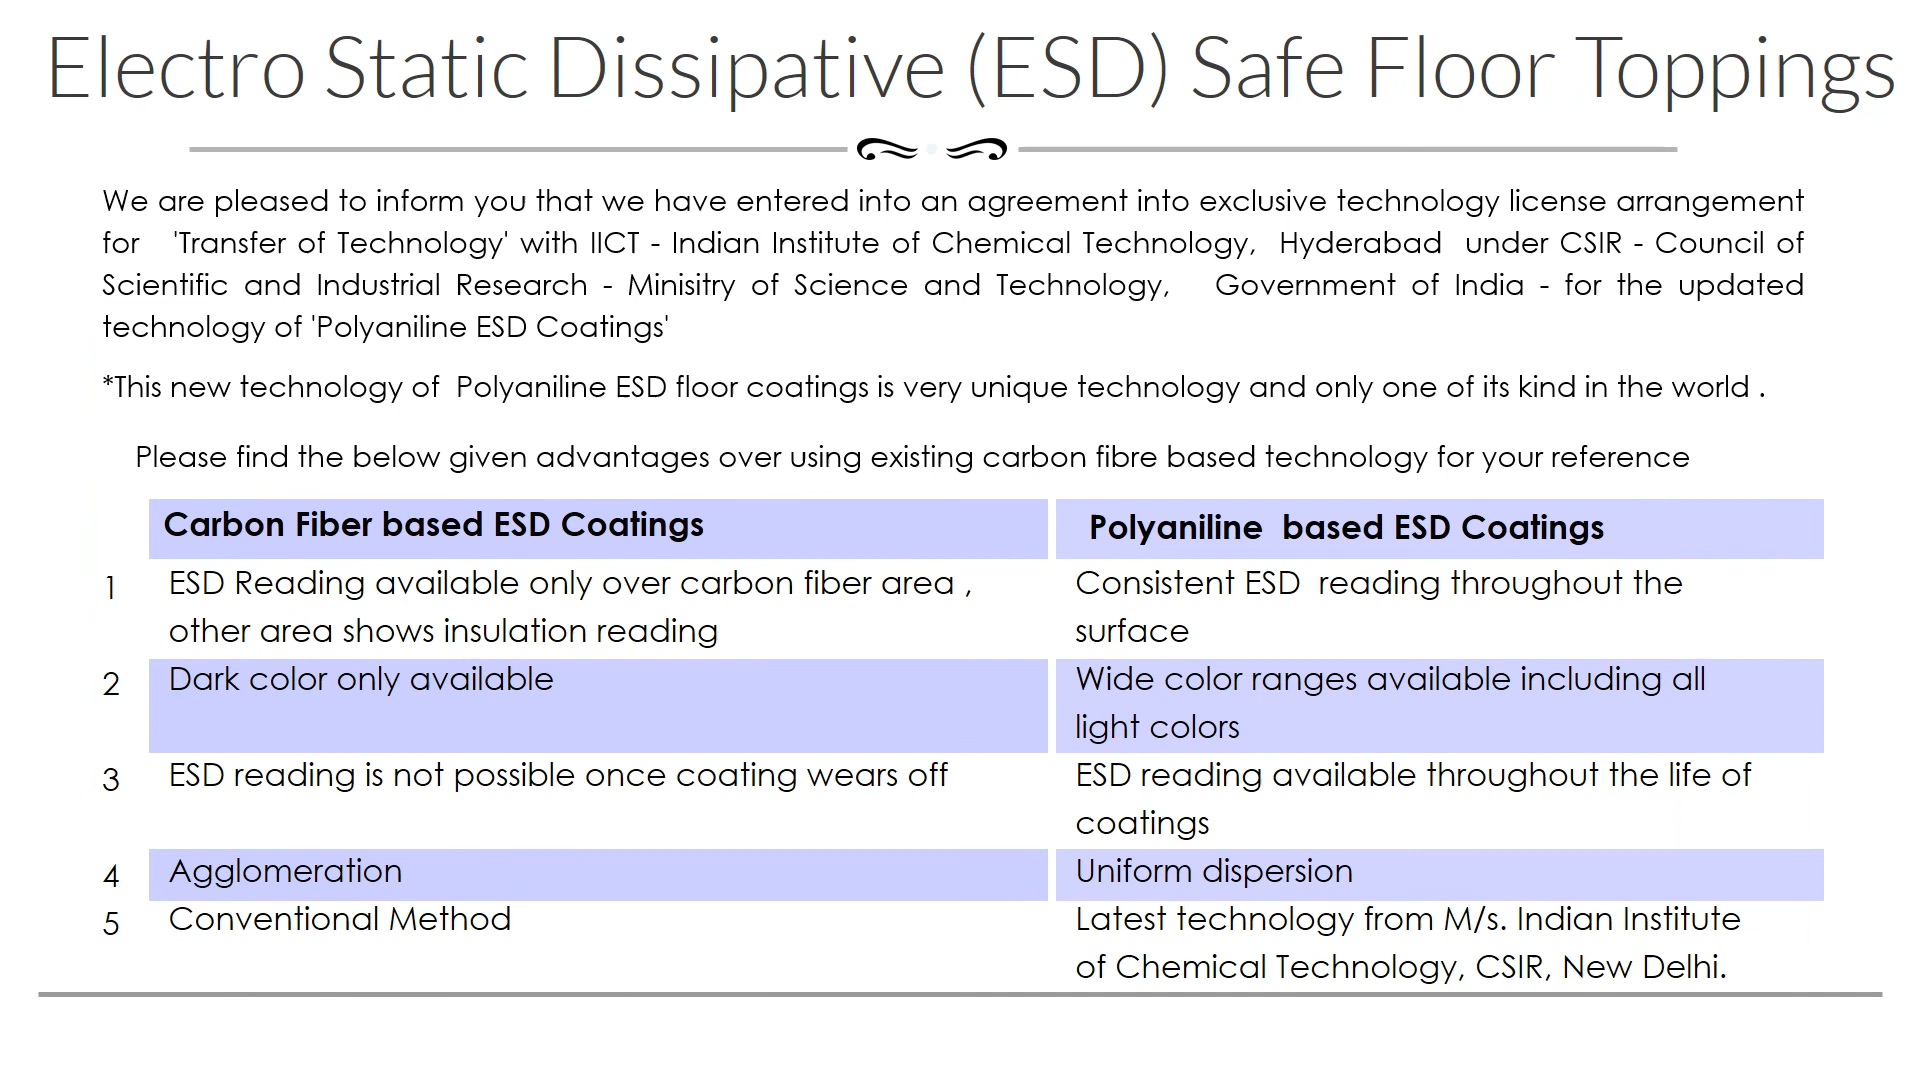 Electro Static Dissipative (ESD) Safe Floor Toppings
We are pleased to inform you that we have entered into an agreement into exclusive technology license arrangement
for 'Transfer of Technology' with IICT - Indian Institute of Chemical Technology, Hyderabad under CSIR - Council of
Scientific and Industrial Research - Minisitry of Science and Technology, Government of India - for the updated
technology of 'Polyaniline ESD Coatings'
*This new technology of Polyaniline ESD floor coatings is very unique technology and only one of its kind in the world .
Please find the below given advantages over using existing carbon fibre based technology for your reference
Carbon Fiber based ESD Coatings
Polyaniline based ESD Coatings
1
ESD Reading available only over carbon fiber area ,
other area shows insulation reading
Consistent ESD reading throughout the
surface
2
Dark color only available
Wide color ranges available including all
light colors
3
ESD reading is not possible once coating wears off
ESD reading available throughout the life of
coatings
4
Agglomeration
Uniform dispersion
5
Conventional Method
Latest technology from M/s. Indian Institute
of Chemical Technology, CSIR, New Delhi.